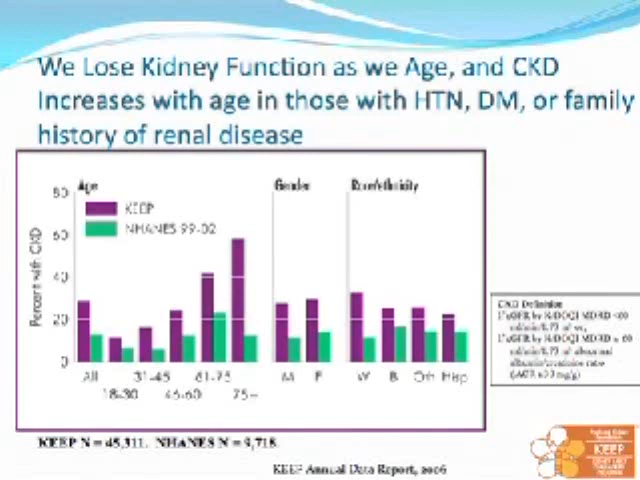 We Lose Kidney Function as we Age, and CKD
Increases with age in those with HTN, DM, or family
history of renal disease
Age
Gender
Race/ethnicity
KEEP
NHANES 99-02
Percent with CKD
80
60
40
20
0
All
31-45
61-75
18-30
46-60
M
F
W
B
Oth
Hisp
CKD Definition
KEEP N = 45,311. NHANES N = 9,718
KEEP Annual Data Report, 2006
KEEP